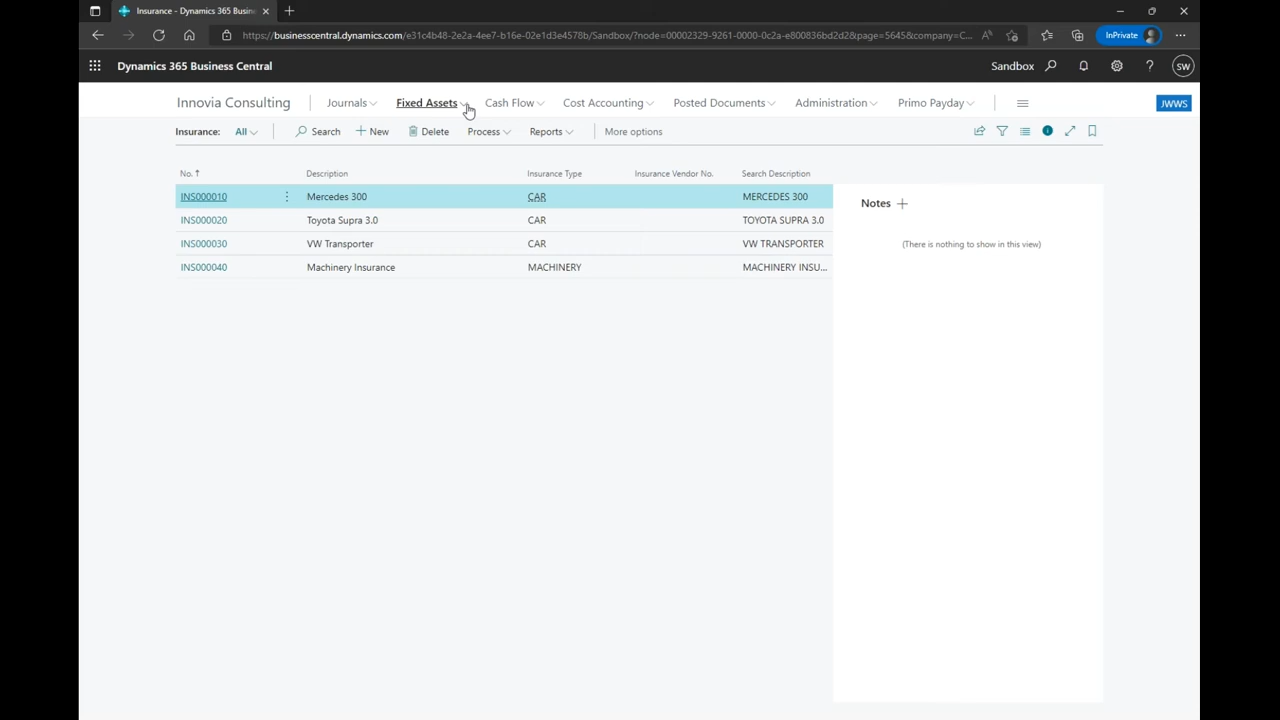 Insurance - Dynamics 365 Busin
https://businesscentral.dynamics.com/e31c4b48-2e2a-4ee7-b16e-02e1d3e4578b/Sandbox/?node=00002329-9261-0000-0c2a-e800836bd2d2&page=5645&company=C...
InPrivate
Dynamics 365 Business Central
Sandbox
SW
Innovia Consulting
Journals
Fixed Assets
Cash Flow
Cost Accounting
Posted Documents
Administration
Primo Payday
JWWS
Insurance: All
Search
New
Delete
Process
Reports
More options
No. ↑ Description Insurance Type Insurance Vendor No. Search Description
INS000010 Mercedes 300 CAR MERCEDES 300
INS000020 Toyota Supra 3.0 CAR TOYOTA SUPRA 3.0
INS000030 VW Transporter CAR VW TRANSPORTER
INS000040 Machinery Insurance MACHINERY MACHINERY INSU...
Notes
(There is nothing to show in this view)